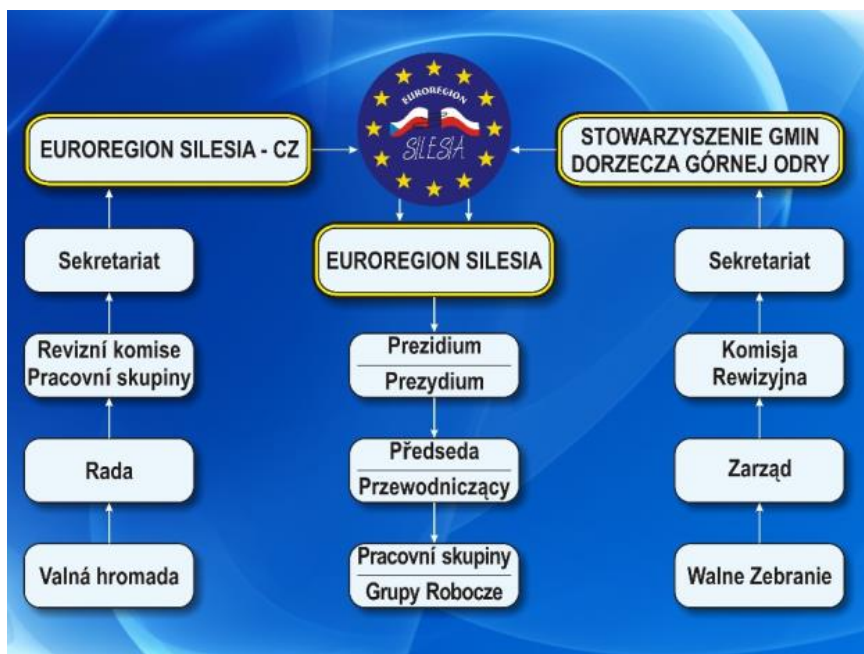 EUROREGION
SILESIA
EUROREGION SILESIA - CZ
STOWARZYSZENIE GMIN
DORZECZA GÓRNEJ ODRY
Sekretariat
EUROREGION SILESIA
Sekretariat
Revizní komise
Pracovní skupiny
Prezidium
Prezydium
Komisja
Rewizyjna
Rada
Předseda
Przewodniczący
Zarząd
Valná hromada
Pracovní skupiny
Grupy Robocze
Walne Zebranie